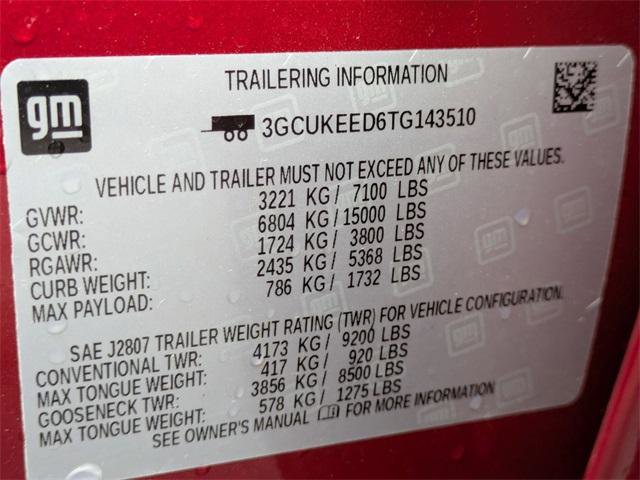 gm
TRAILERING INFORMATION
3GCUKEED6TG143510
VEHICLE AND TRAILER MUST NOT EXCEED ANY OF THESE VALUES.
GVWR: 3221 KG/ 7100 LBS
GCWR: 6804 KG/15000 LBS
RGAWR: 1724 KG/ 3800 LBS
CURB WEIGHT: 2435 KG/ 5368 LBS
MAX PAYLOAD: 786 KG/ 1732 LBS
SAE J2807 TRAILER WEIGHT RATING (TWR) FOR VEHICLE CONFIGURATION.
CONVENTIONAL TWR: 4173 KG/ 9200 LBS
MAX TONGUE WEIGHT: 417 KG/ 920 LBS
GOOSENECK TWR: 3856 KG/ 8500 LBS
MAX TONGUE WEIGHT: 578 KG/ 1275 LBS
SEE OWNER'S MANUAL FOR MORE INFORMATION